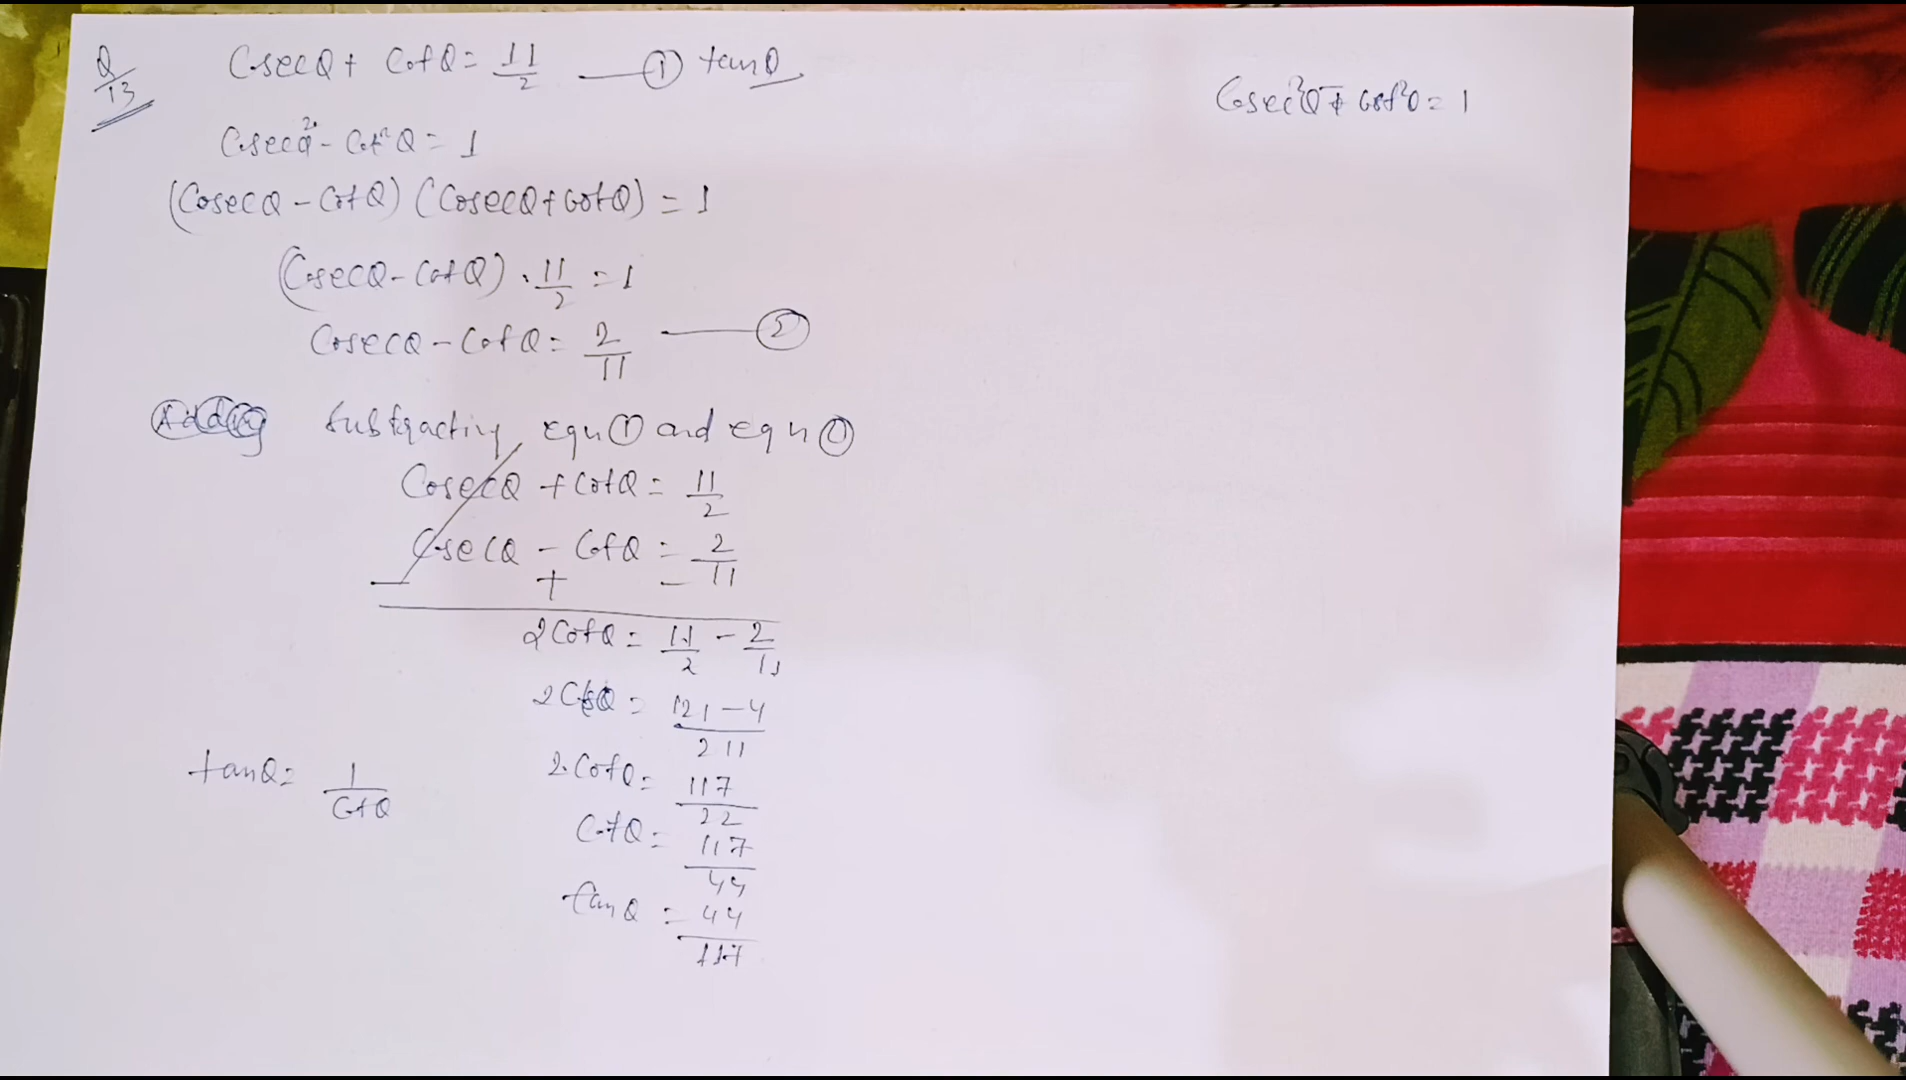 Q/13
CosecQ + CotQ = 11/2 —— ① tanQ
Cosec²Q - Cot²Q = 1
Cosec²Q - cot²Q = 1
(CosecQ - CotQ) (CosecQ + CotQ) = 1
(CosecQ - CotQ) · 11/2 = 1
CosecQ - CotQ = 2/11 —— ②
Subtracting eqn ① and eqn
CosecQ + CotQ = 11/2
CosecQ - CotQ = 2/11
— + —
2CotQ = 11/2 - 2/11
2CotQ = 121 - 4/2 11
2.CotQ = 117/22
tanQ = 1/CotQ
CotQ = 117/44
tanQ = 44/117